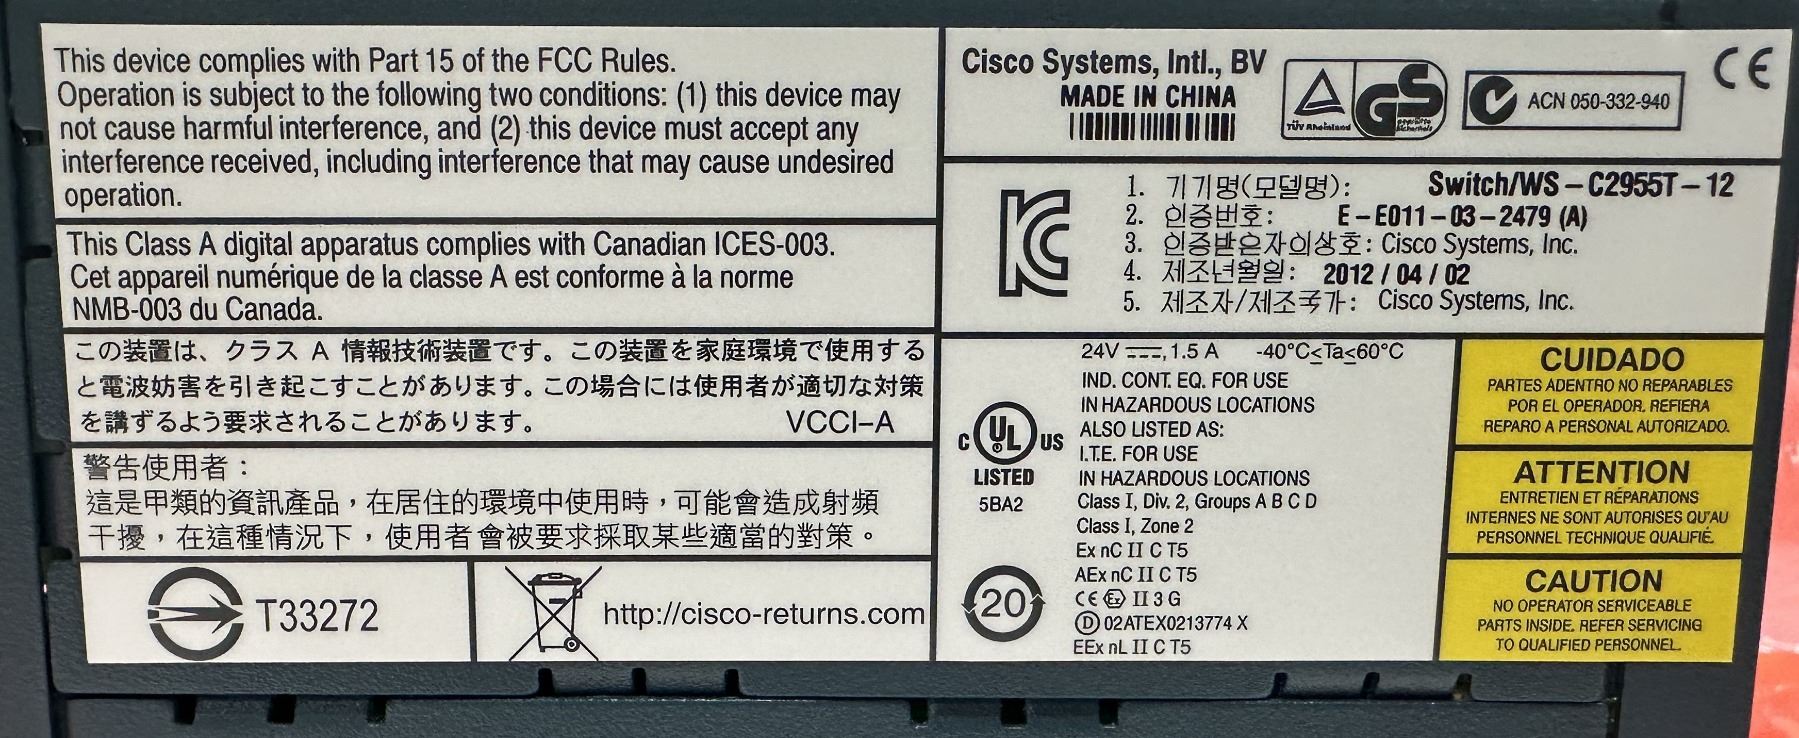 This device complies with Part 15 of the FCC Rules.
Operation is subject to the following two conditions: (1) this device may
not cause harmful interference, and (2) this device must accept any
interference received, including interference that may cause undesired
operation.
This Class A digital apparatus complies with Canadian ICES-003.
Cet appareil numérique de la classe A est conforme à la norme
NMB-003 du Canada.
この装置は、クラス A 情報技術装置です。この装置を家庭環境で使用する
と電波妨害を引き起こすことがあります。この場合には使用者が適切な対策
を講ずるよう要求されることがあります。 VCCI-A
警告使用者：
這是甲類的資訊產品，在居住的環境中使用時，可能會造成射頻
干擾，在這種情況下，使用者會被要求採取某些適當的對策。
T33272
http://cisco-returns.com
Cisco Systems, Intl., BV
MADE IN CHINA
TÜV Rheinland
GS
geprüfte
Sicherheit
ACN 050-332-940
CE
KC
1. 기기명(모델명): Switch/WS-C2955T-12
2. 인증번호: E-E011-03-2479 (A)
3. 인증받은자의상호: Cisco Systems, Inc.
4. 제조년월일: 2012 / 04 / 02
5. 제조자/제조국가: Cisco Systems, Inc.
C UL US
LISTED
5BA2
20
24V ⎓, 1.5 A -40°C≤Ta≤60°C
IND. CONT. EQ. FOR USE
IN HAZARDOUS LOCATIONS
ALSO LISTED AS:
I.T.E. FOR USE
IN HAZARDOUS LOCATIONS
Class I, Div. 2, Groups A B C D
Class I, Zone 2
Ex nC II C T5
AEx nC II C T5
CE Ex II 3 G
D 02ATEX0213774 X
EEx nL II C T5
CUIDADO
PARTES ADENTRO NO REPARABLES
POR EL OPERADOR. REFIERA
REPARO A PERSONAL AUTORIZADO.
ATTENTION
ENTRETIEN ET RÉPARATIONS
INTERNES NE SONT AUTORISES QU'AU
PERSONNEL TECHNIQUE QUALIFIÉ.
CAUTION
NO OPERATOR SERVICEABLE
PARTS INSIDE. REFER SERVICING
TO QUALIFIED PERSONNEL.